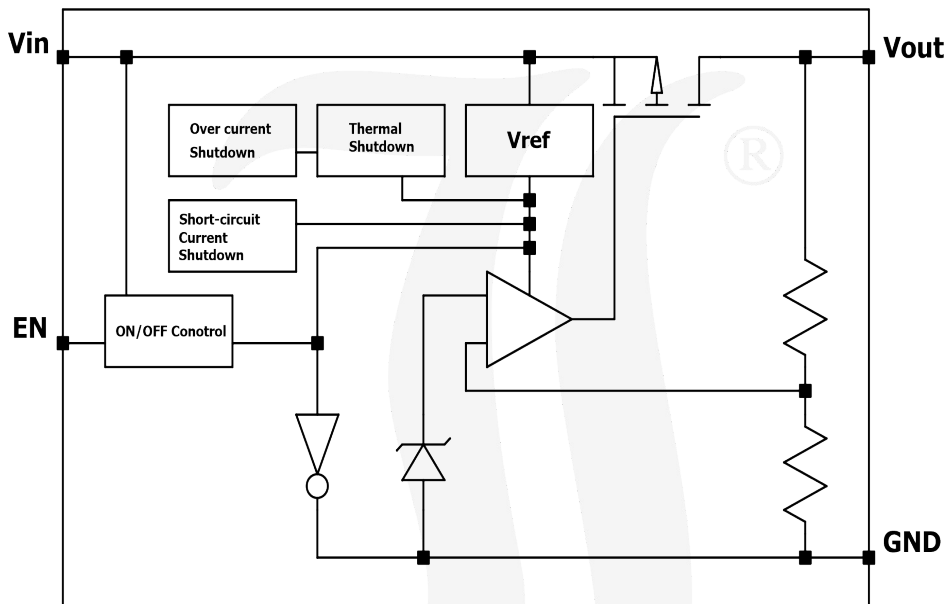 Vin
Vout
Over current
Shutdown
Thermal
Shutdown
Vref
®
Short-circuit
Current
Shutdown
EN
ON/OFF Conotrol
GND